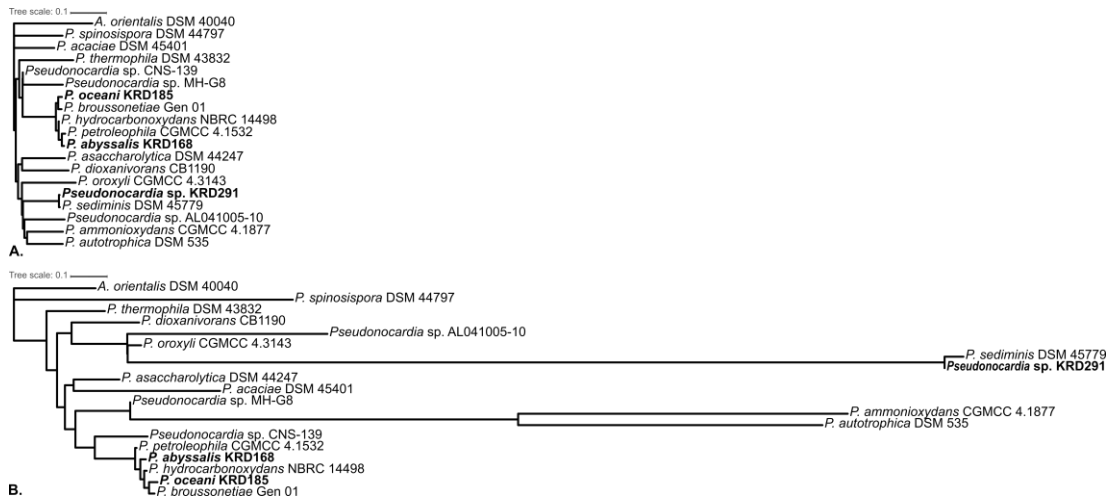 Tree scale: 0.1
A. orientalis DSM 40040
P. spinosispora DSM 44797
P. acaciae DSM 45401
P. thermophila DSM 43832
Pseudonocardia sp. CNS-139
Pseudonocardia sp. MH-G8
P. oceani KRD185
P. broussonetiae Gen 01
P. hydrocarbonoxydans NBRC 14498
P. petroleophila CGMCC 4.1532
P. abyssalis KRD168
P. asaccharolytica DSM 44247
P. dioxanivorans CB1190
P. oroxyli CGMCC 4.3143
Pseudonocardia sp. KRD291
P. sediminis DSM 45779
Pseudonocardia sp. AL041005-10
P. ammonioxydans CGMCC 4.1877
P. autotrophica DSM 535
A.
Tree scale: 0.1
A. orientalis DSM 40040
P. spinosispora DSM 44797
P. thermophila DSM 43832
P. dioxanivorans CB1190
Pseudonocardia sp. AL041005-10
P. oroxyli CGMCC 4.3143
P. sediminis DSM 45779
Pseudonocardia sp. KRD291
P. asaccharolytica DSM 44247
P. acaciae DSM 45401
Pseudonocardia sp. MH-G8
P. ammonioxydans CGMCC 4.1877
P. autotrophica DSM 535
Pseudonocardia sp. CNS-139
P. petroleophila CGMCC 4.1532
P. abyssalis KRD168
P. hydrocarbonoxydans NBRC 14498
P. oceani KRD185
P. broussonetiae Gen 01
B.